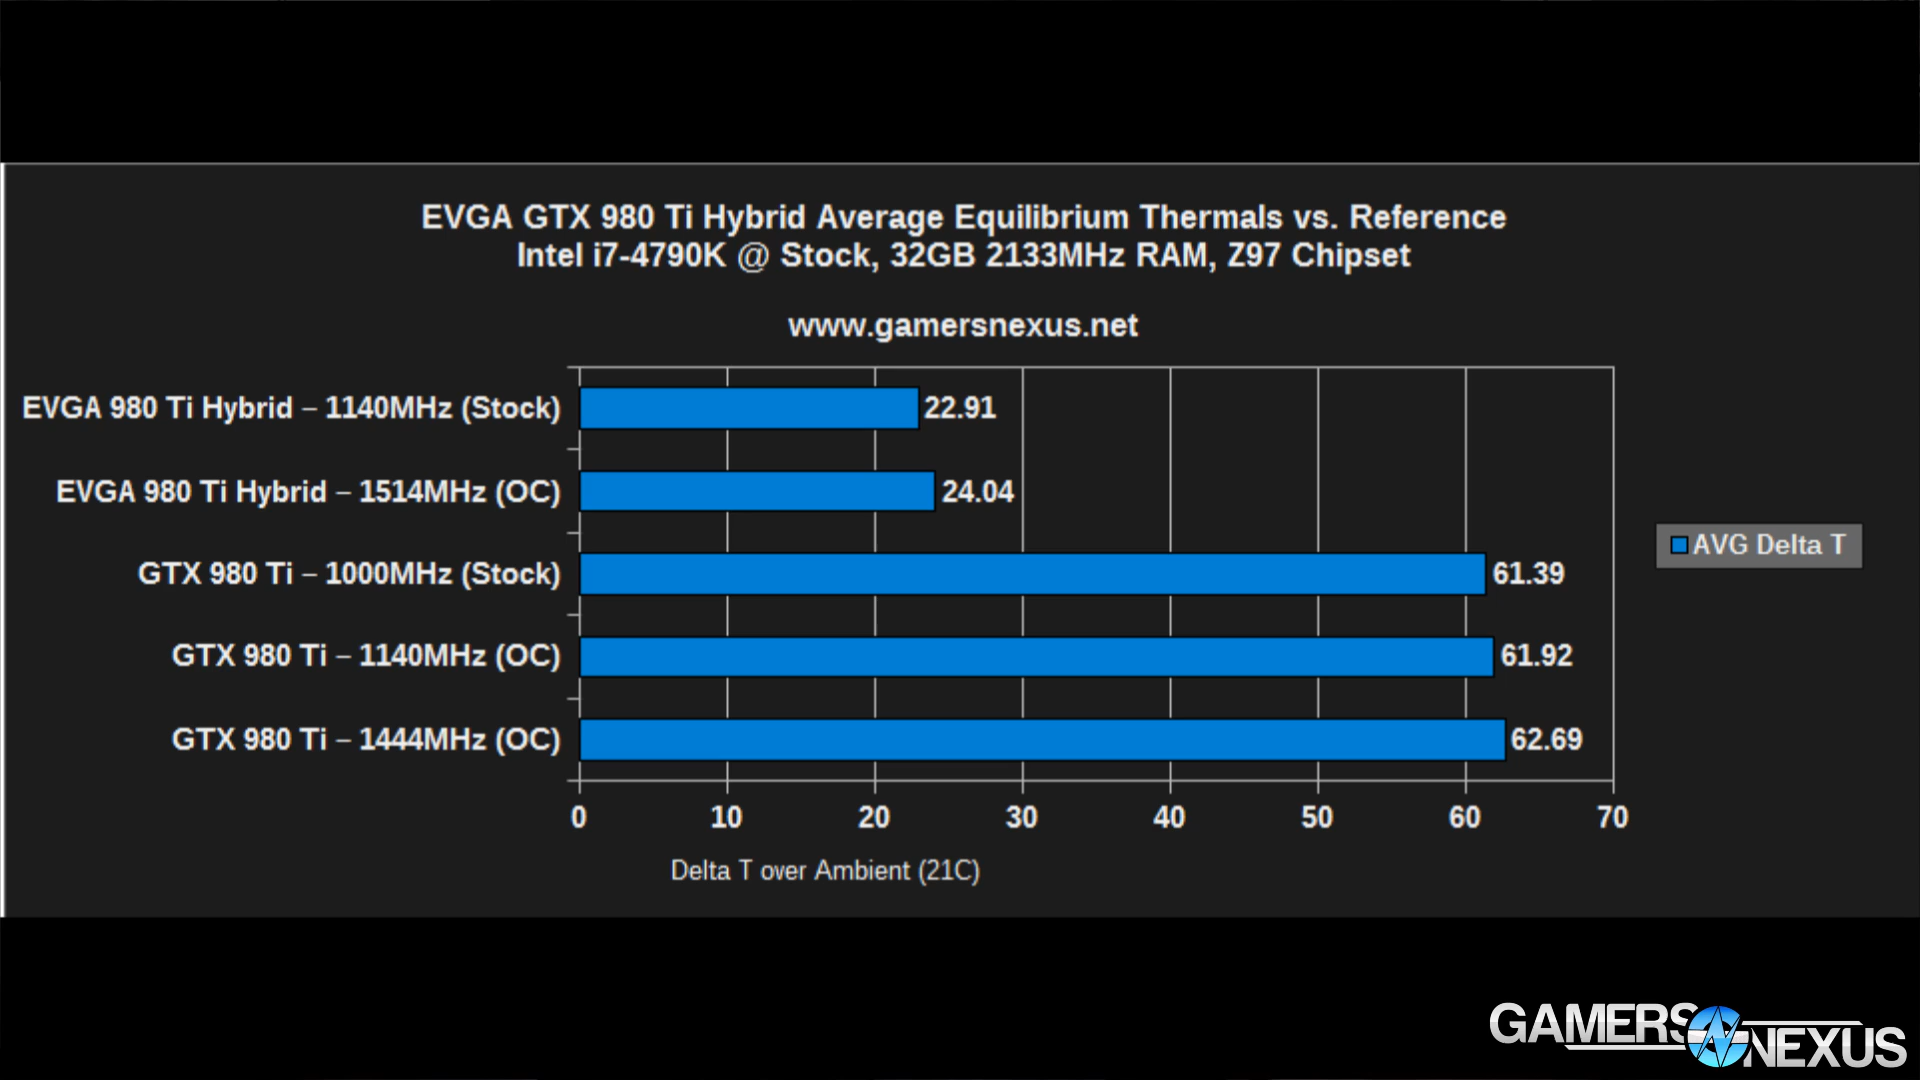 EVGA GTX 980 Ti Hybrid Average Equilibrium Thermals vs. Reference
Intel i7-4790K @ Stock, 32GB 2133MHz RAM, Z97 Chipset
www.gamersnexus.net
EVGA 980 Ti Hybrid – 1140MHz (Stock) 22.91
EVGA 980 Ti Hybrid – 1514MHz (OC) 24.04
GTX 980 Ti – 1000MHz (Stock) 61.39
GTX 980 Ti – 1140MHz (OC) 61.92
GTX 980 Ti – 1444MHz (OC) 62.69
AVG Delta T
0 10 20 30 40 50 60 70
Delta T over Ambient (21C)
GAMERS NEXUS